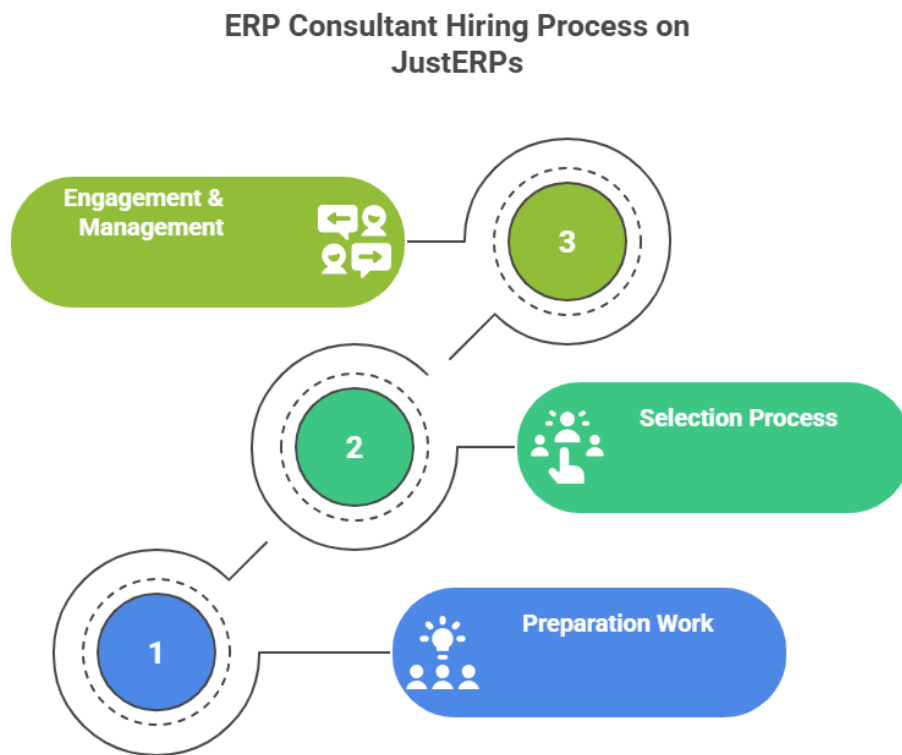 ERP Consultant Hiring Process on
JustERPs
Engagement &
Management
3
2
Selection Process
1
Preparation Work